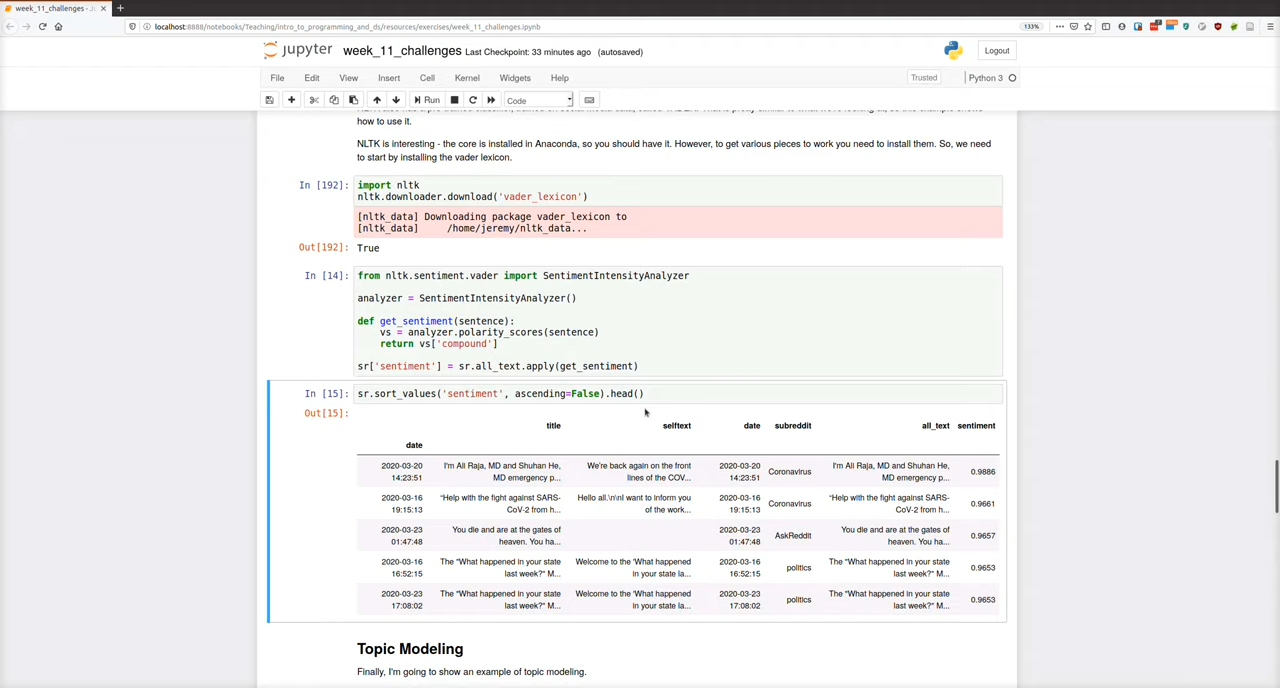 week_11_challenges - Ju
localhost:8888/notebooks/Teaching/intro_to_programming_and_ds/resources/exercises/week_11_challenges.ipynb
133%
jupyter week_11_challenges Last Checkpoint: 33 minutes ago (autosaved)
Logout
File Edit View Insert Cell Kernel Widgets Help
Trusted
Python 3
Run
Code
how to use it.
NLTK is interesting - the core is installed in Anaconda, so you should have it. However, to get various pieces to work you need to install them. So, we need
to start by installing the vader lexicon.
In [192]: import nltk
nltk.downloader.download('vader_lexicon')
[nltk_data] Downloading package vader_lexicon to
[nltk_data]     /home/jeremy/nltk_data...
Out[192]: True
In [14]: from nltk.sentiment.vader import SentimentIntensityAnalyzer
analyzer = SentimentIntensityAnalyzer()
def get_sentiment(sentence):
    vs = analyzer.polarity_scores(sentence)
    return vs['compound']
sr['sentiment'] = sr.all_text.apply(get_sentiment)
In [15]: sr.sort_values('sentiment', ascending=False).head()
Out[15]:
title selftext date subreddit all_text sentiment
date
2020-03-20 I'm Ali Raja, MD and Shuhan He, We're back again on the front 2020-03-20 Coronavirus I'm Ali Raja, MD and Shuhan He, 0.9886
14:23:51 MD emergency p... lines of the COV... 14:23:51 MD emergency p...
2020-03-16 "Help with the fight against SARS- Hello all.\n\nI want to inform you 2020-03-16 Coronavirus "Help with the fight against SARS- 0.9661
19:15:13 CoV-2 from h... of the work... 19:15:13 CoV-2 from h...
2020-03-23 You die and are at the gates of 2020-03-23 AskReddit You die and are at the gates of 0.9657
01:47:48 heaven. You ha... 01:47:48 heaven. You ha...
2020-03-16 The "What happened in your state Welcome to the 'What happened 2020-03-16 politics The "What happened in your state 0.9653
16:52:15 last week?" M... in your state la... 16:52:15 last week?" M...
2020-03-23 The "What happened in your state Welcome to the 'What happened 2020-03-23 politics The "What happened in your state 0.9653
17:08:02 last week?" M... in your state la... 17:08:02 last week?" M...
Topic Modeling
Finally, I'm going to show an example of topic modeling.